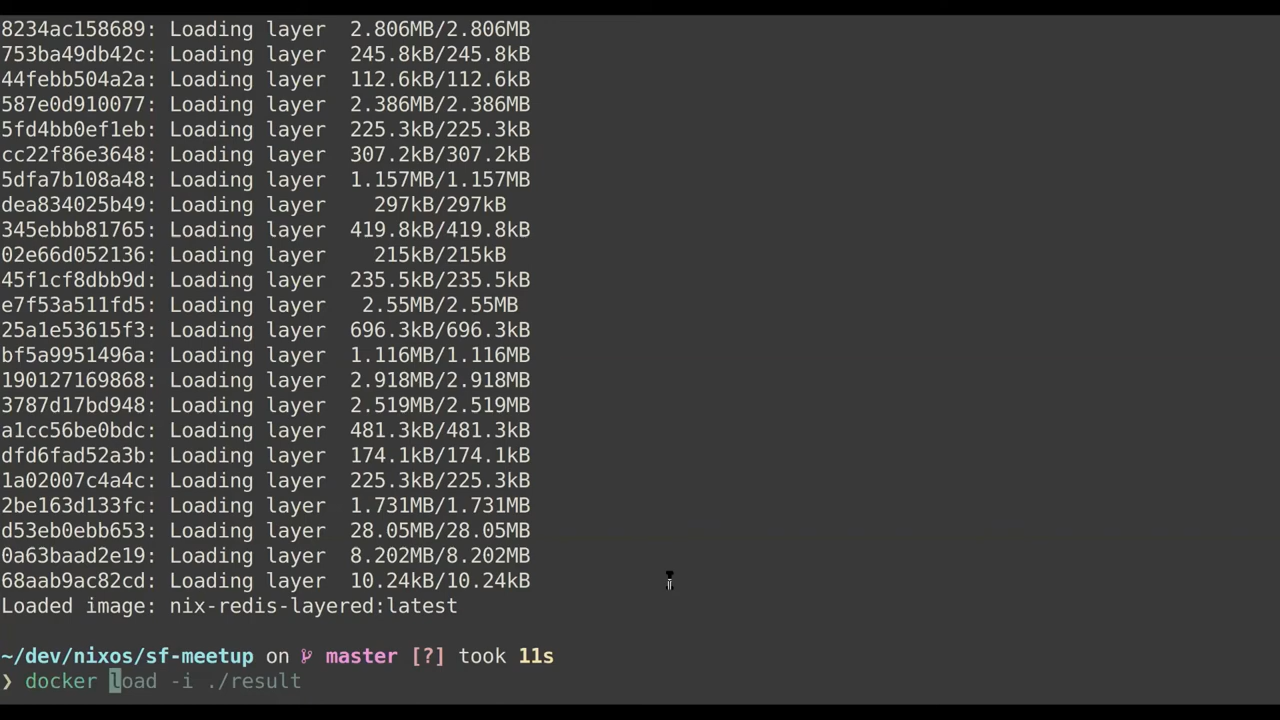 8234ac158689: Loading layer  2.806MB/2.806MB
753ba49db42c: Loading layer  245.8kB/245.8kB
44febb504a2a: Loading layer  112.6kB/112.6kB
587e0d910077: Loading layer  2.386MB/2.386MB
5fd4bb0ef1eb: Loading layer  225.3kB/225.3kB
cc22f86e3648: Loading layer  307.2kB/307.2kB
5dfa7b108a48: Loading layer  1.157MB/1.157MB
dea834025b49: Loading layer    297kB/297kB
345ebbb81765: Loading layer  419.8kB/419.8kB
02e66d052136: Loading layer    215kB/215kB
45f1cf8dbb9d: Loading layer  235.5kB/235.5kB
e7f53a511fd5: Loading layer   2.55MB/2.55MB
25a1e53615f3: Loading layer  696.3kB/696.3kB
bf5a9951496a: Loading layer  1.116MB/1.116MB
190127169868: Loading layer  2.918MB/2.918MB
3787d17bd948: Loading layer  2.519MB/2.519MB
a1cc56be0bdc: Loading layer  481.3kB/481.3kB
dfd6fad52a3b: Loading layer  174.1kB/174.1kB
1a02007c4a4c: Loading layer  225.3kB/225.3kB
2be163d133fc: Loading layer  1.731MB/1.731MB
d53eb0ebb653: Loading layer  28.05MB/28.05MB
0a63baad2e19: Loading layer  8.202MB/8.202MB
68aab9ac82cd: Loading layer  10.24kB/10.24kB
Loaded image: nix-redis-layered:latest
~/dev/nixos/sf-meetup on master [?] took 11s
❯ docker load -i ./result